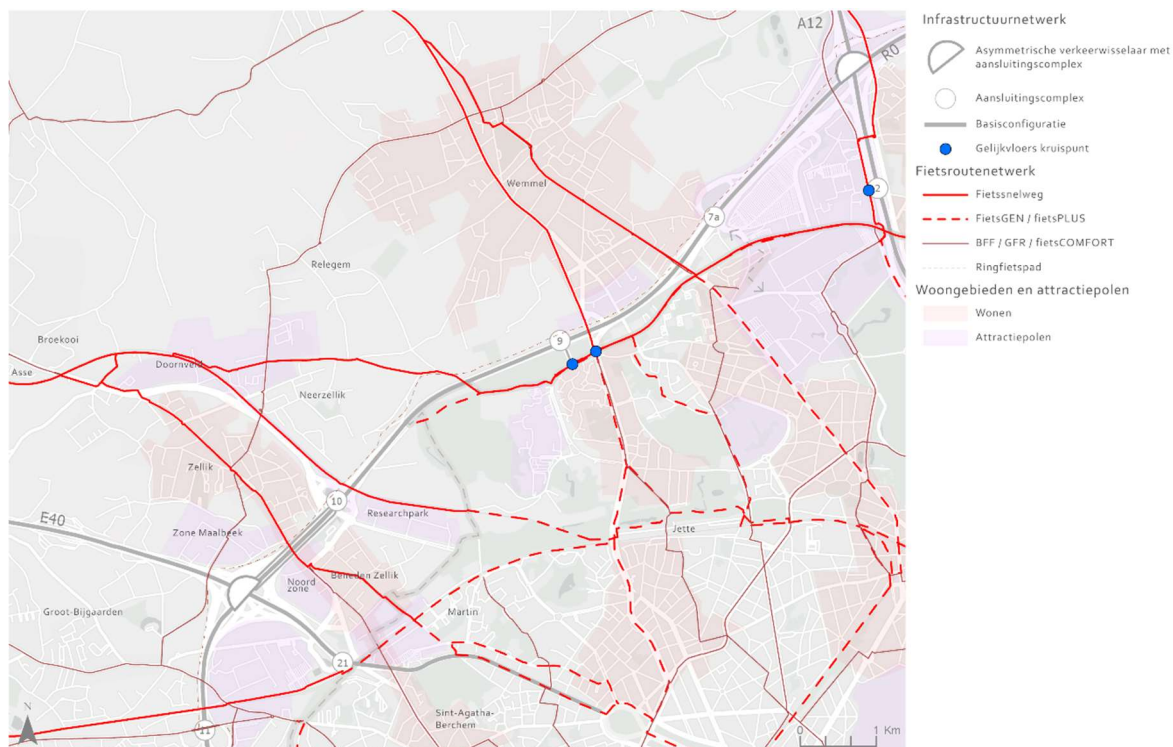 A12
R0
2
7a
Wemmel
Relegem
9
Broekooi
Asse
Doornveld
Neerzellik
Zellik
10
Researchpark
E40
Zone Maalbeek
Jette
Noord
zone
Beneden Zellik
Groot-Bijgaarden
Martin
21
Sint-Agatha-
Berchem
11
N
0
1 Km
Infrastructuurnetwerk
Asymmetrische verkeerwisselaar met
aansluitingscomplex
Aansluitingscomplex
Basisconfiguratie
Gelijkvloers kruispunt
Fietsroutenetwerk
Fietssnelweg
FietsGEN / fietsPLUS
BFF / GFR / fietsCOMFORT
Ringfietspad
Woongebieden en attractiepolen
Wonen
Attractiepolen